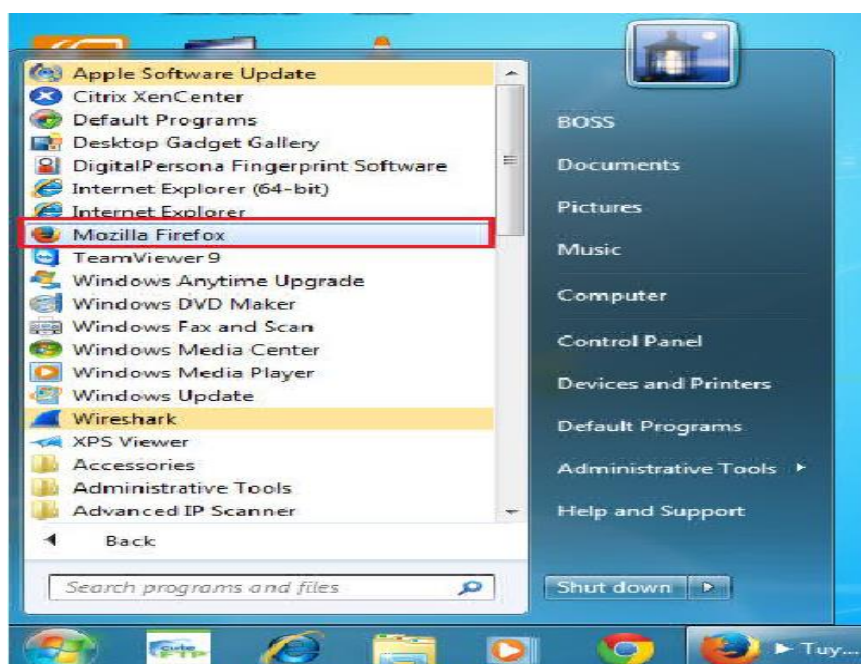 Apple Software Update
Citrix XenCenter
Default Programs
Desktop Gadget Gallery
DigitalPersona Fingerprint Software
Internet Explorer (64-bit)
Internet Explorer
Mozilla Firefox
TeamViewer 9
Windows Anytime Upgrade
Windows DVD Maker
Windows Fax and Scan
Windows Media Center
Windows Media Player
Windows Update
Wireshark
XPS Viewer
Accessories
Administrative Tools
Advanced IP Scanner
Back
Search programs and files
BOSS
Documents
Pictures
Music
Computer
Control Panel
Devices and Printers
Default Programs
Administrative Tools
Help and Support
Shut down
cute
FTP
Tuy...